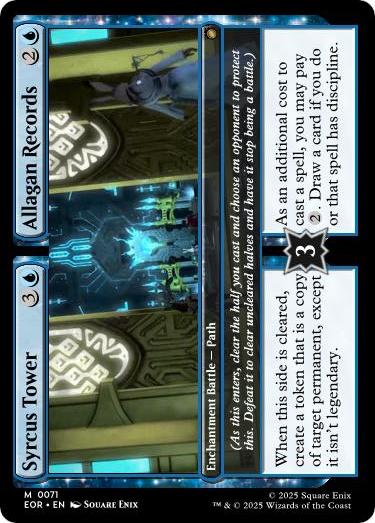 Syrcus Tower 3
Allagan Records 2
Enchantment Battle — Path
(As this enters, clear the half you cast and choose an opponent to protect
this. Defeat it to clear uncleared halves and have it stop being a battle.)
When this side is cleared,
create a token that is a copy
of target permanent, except
it isn't legendary.
3
As an additional cost to
cast a spell, you may pay
2. Draw a card if you do
or that spell has discipline.
M 0071
EOR • EN SQUARE ENIX
© 2025 Square Enix
™ & © 2025 Wizards of the Coast